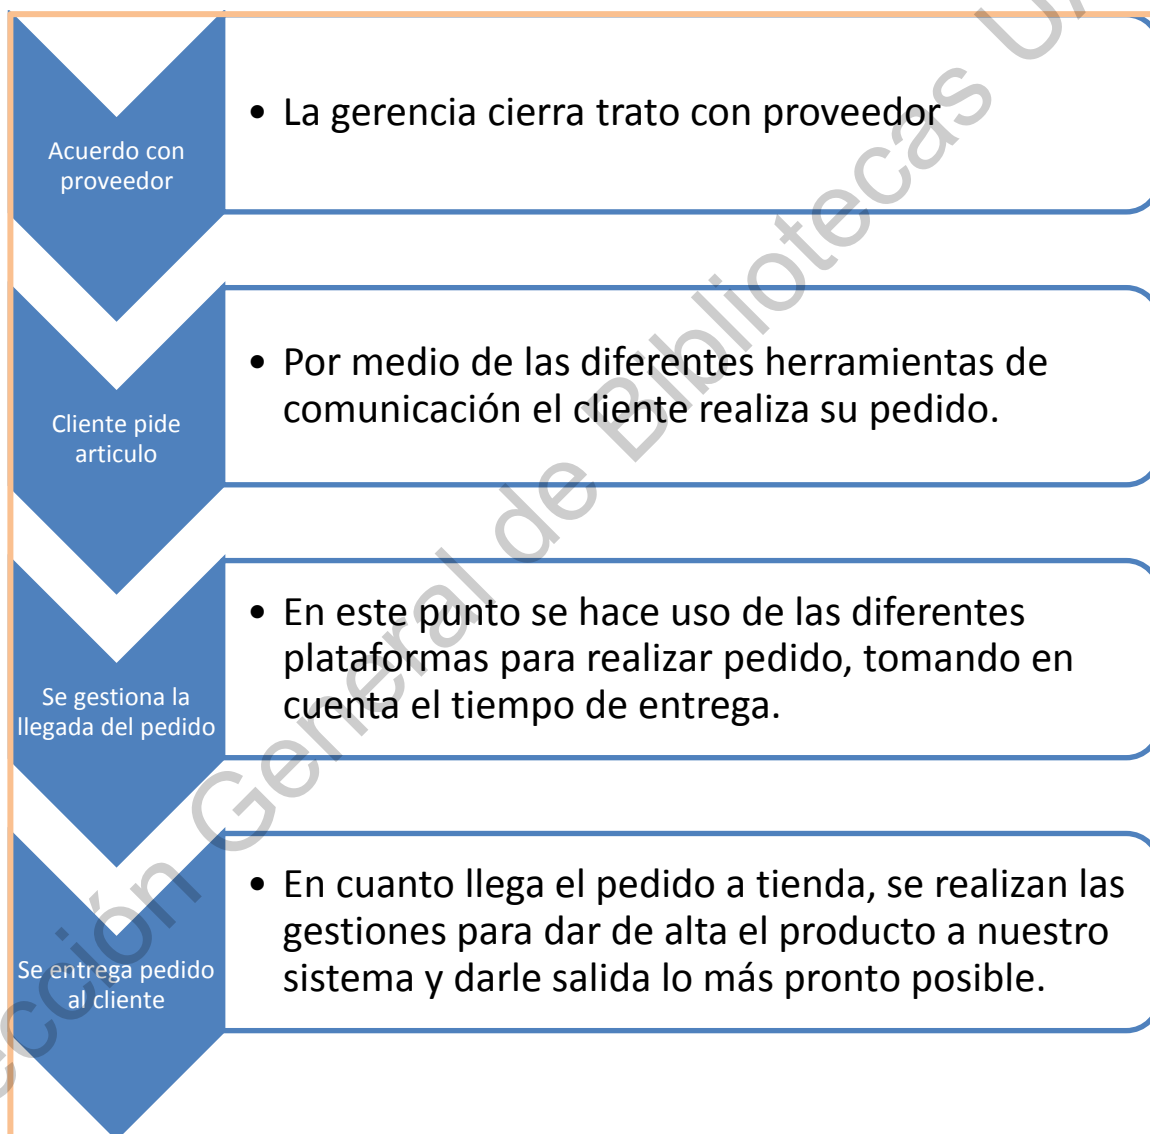 Acuerdo con
proveedor
• La gerencia cierra trato con proveedor
Cliente pide
articulo
• Por medio de las diferentes herramientas de
comunicación el cliente realiza su pedido.
Se gestiona la
llegada del pedido
• En este punto se hace uso de las diferentes
plataformas para realizar pedido, tomando en
cuenta el tiempo de entrega.
Se entrega pedido
al cliente
• En cuanto llega el pedido a tienda, se realizan las
gestiones para dar de alta el producto a nuestro
sistema y darle salida lo más pronto posible.
General de Bibliotecas